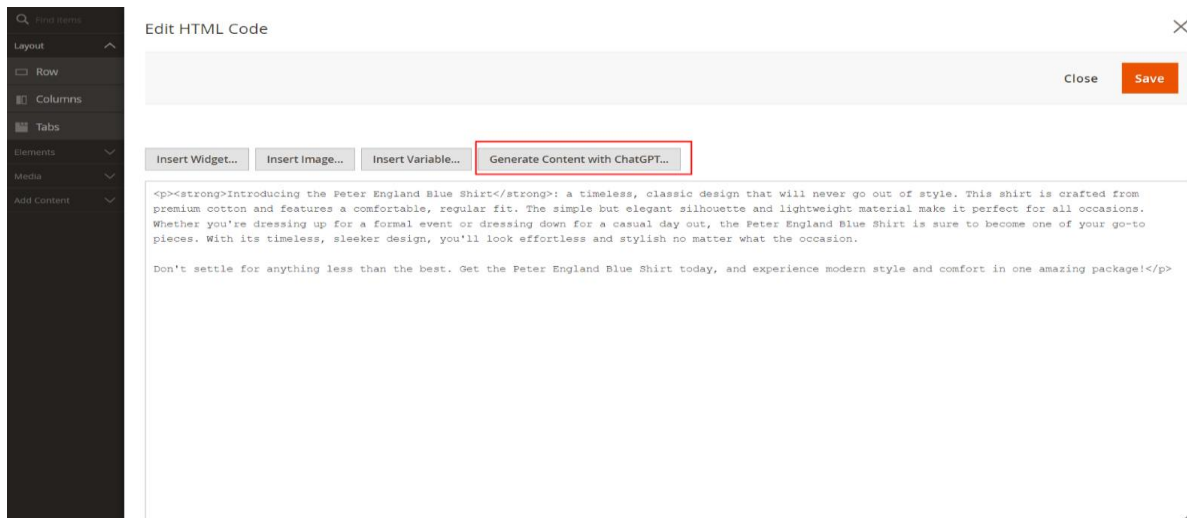 Find Items
Edit HTML Code
Layout
Row
Close
Save
Columns
Tabs
Elements
Insert Widget...
Insert Image...
Insert Variable...
Generate Content with ChatGPT...
Media
Add Content
<p><strong>Introducing the Peter England Blue Shirt</strong>: a timeless, classic design that will never go out of style. This shirt is crafted from
premium cotton and features a comfortable, regular fit. The simple but elegant silhouette and lightweight material make it perfect for all occasions.
Whether you're dressing up for a formal event or dressing down for a casual day out, the Peter England Blue Shirt is sure to become one of your go-to
pieces. With its timeless, sleeker design, you'll look effortless and stylish no matter what the occasion.
Don't settle for anything less than the best. Get the Peter England Blue Shirt today, and experience modern style and comfort in one amazing package!</p>